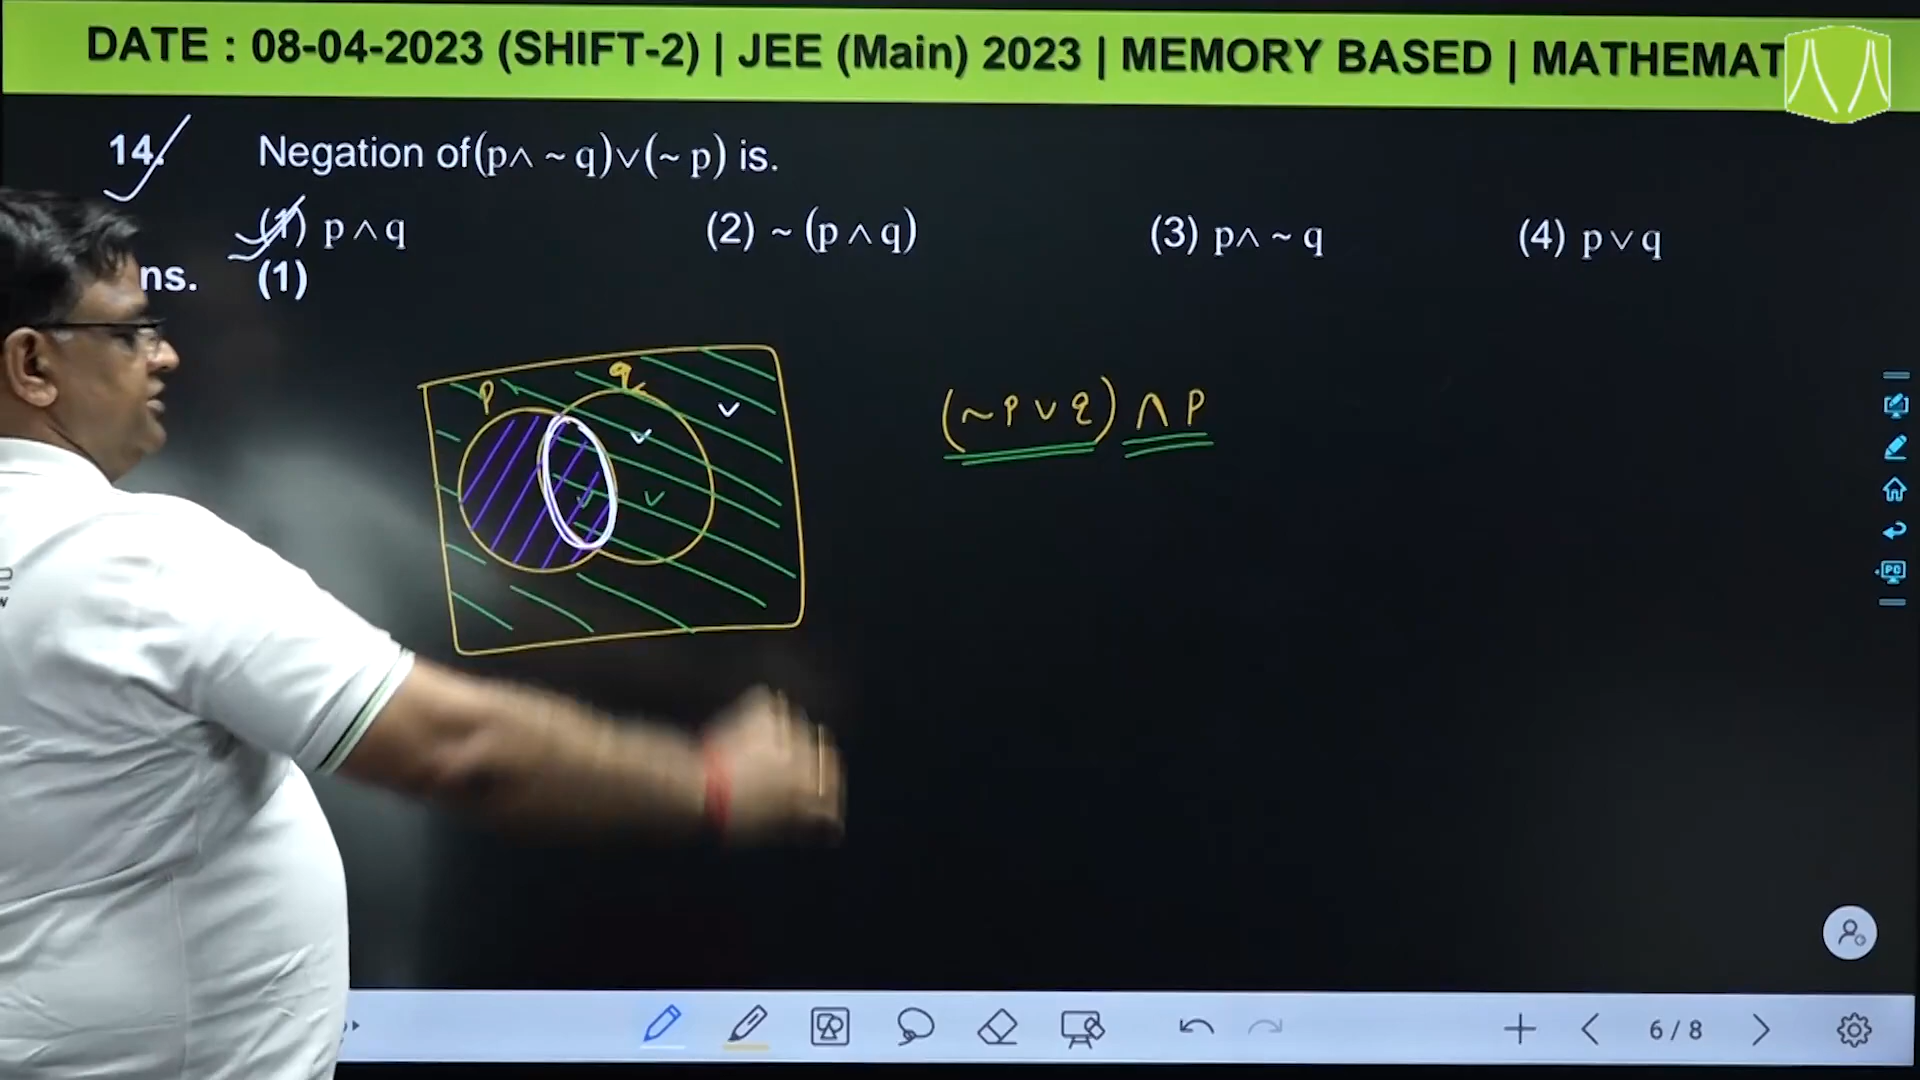 DATE : 08-04-2023 (SHIFT-2) | JEE (Main) 2023 | MEMORY BASED | MATHEMAT
14. Negation of (p∧ ~ q)∨(~ p) is.
(1) p ∧ q (2) ~ (p ∧ q) (3) p∧ ~ q (4) p ∨ q
ns. (1)
p q
(~p ∨ q) ∧ p
PC
6 / 8